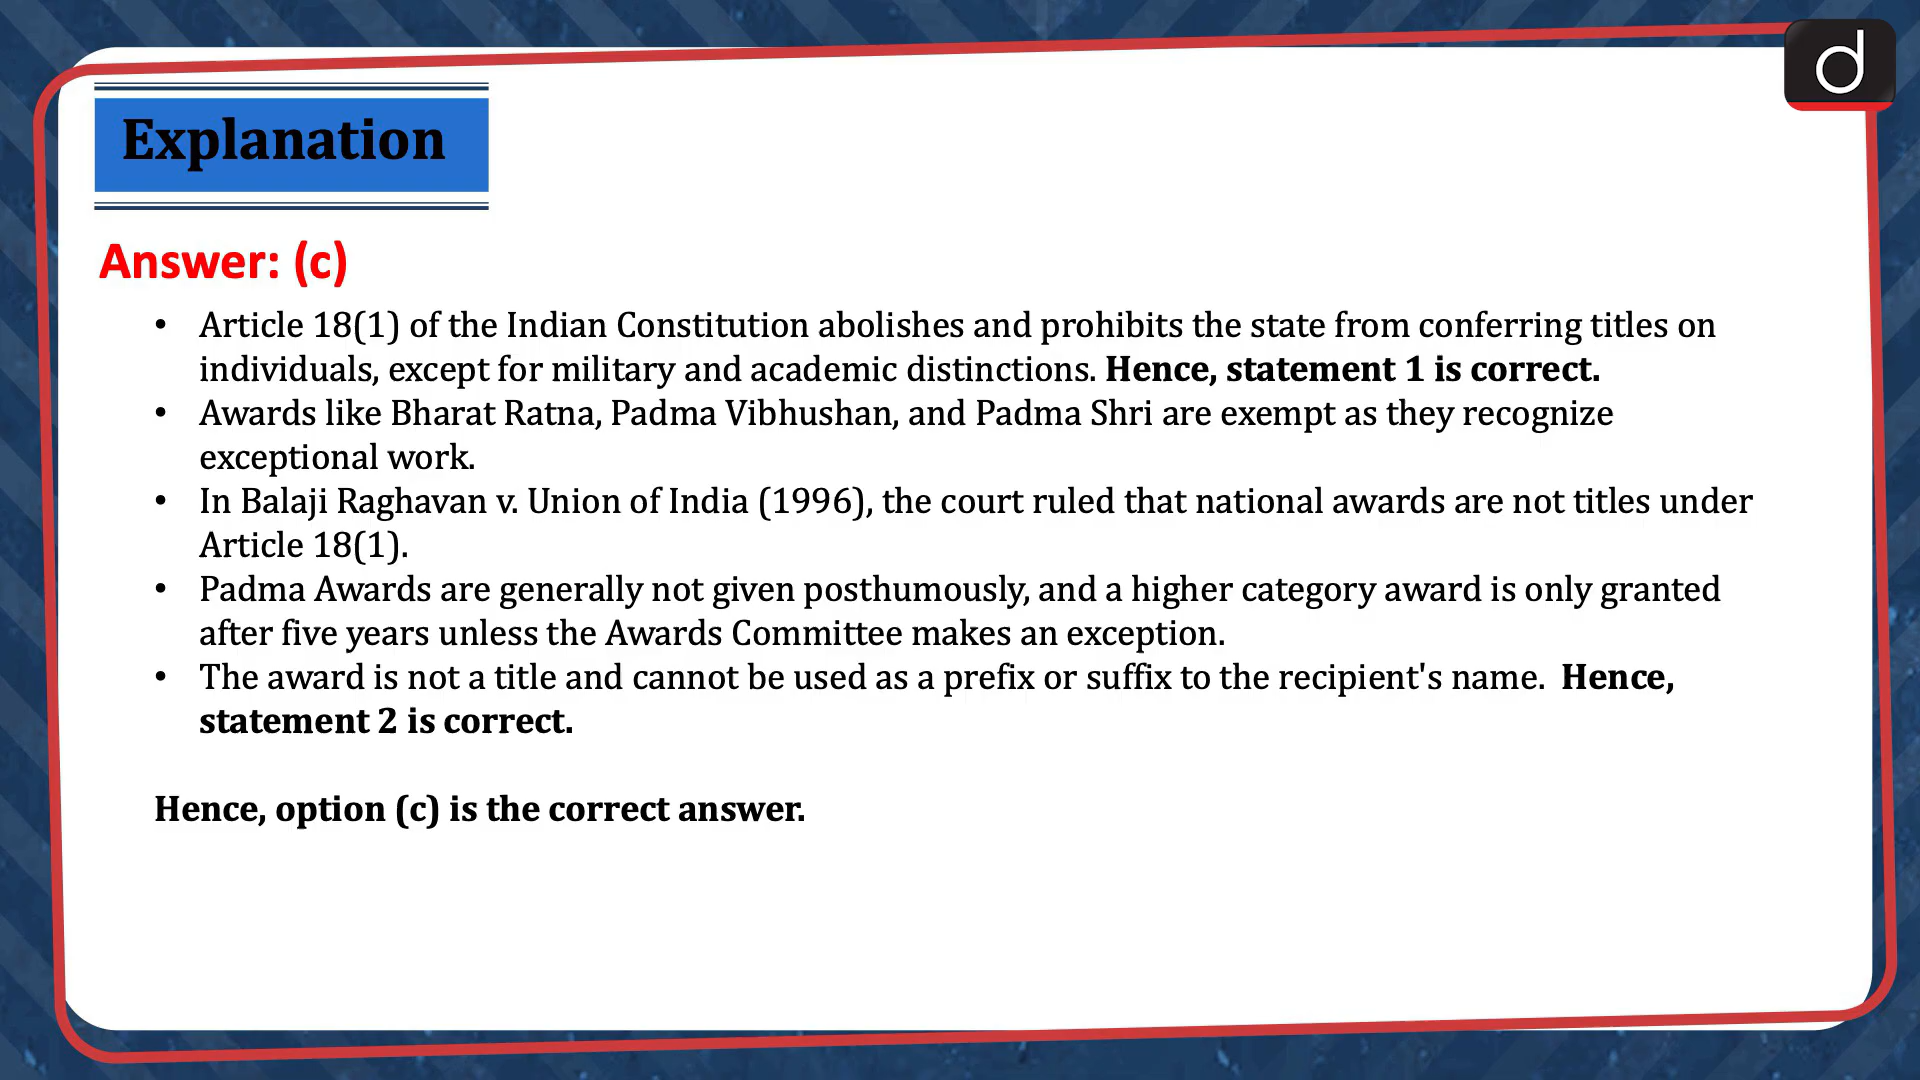 d
Explanation
Answer: (c)
• Article 18(1) of the Indian Constitution abolishes and prohibits the state from conferring titles on
individuals, except for military and academic distinctions. Hence, statement 1 is correct.
• Awards like Bharat Ratna, Padma Vibhushan, and Padma Shri are exempt as they recognize
exceptional work.
• In Balaji Raghavan v. Union of India (1996), the court ruled that national awards are not titles under
Article 18(1).
• Padma Awards are generally not given posthumously, and a higher category award is only granted
after five years unless the Awards Committee makes an exception.
• The award is not a title and cannot be used as a prefix or suffix to the recipient's name. Hence,
statement 2 is correct.
Hence, option (c) is the correct answer.